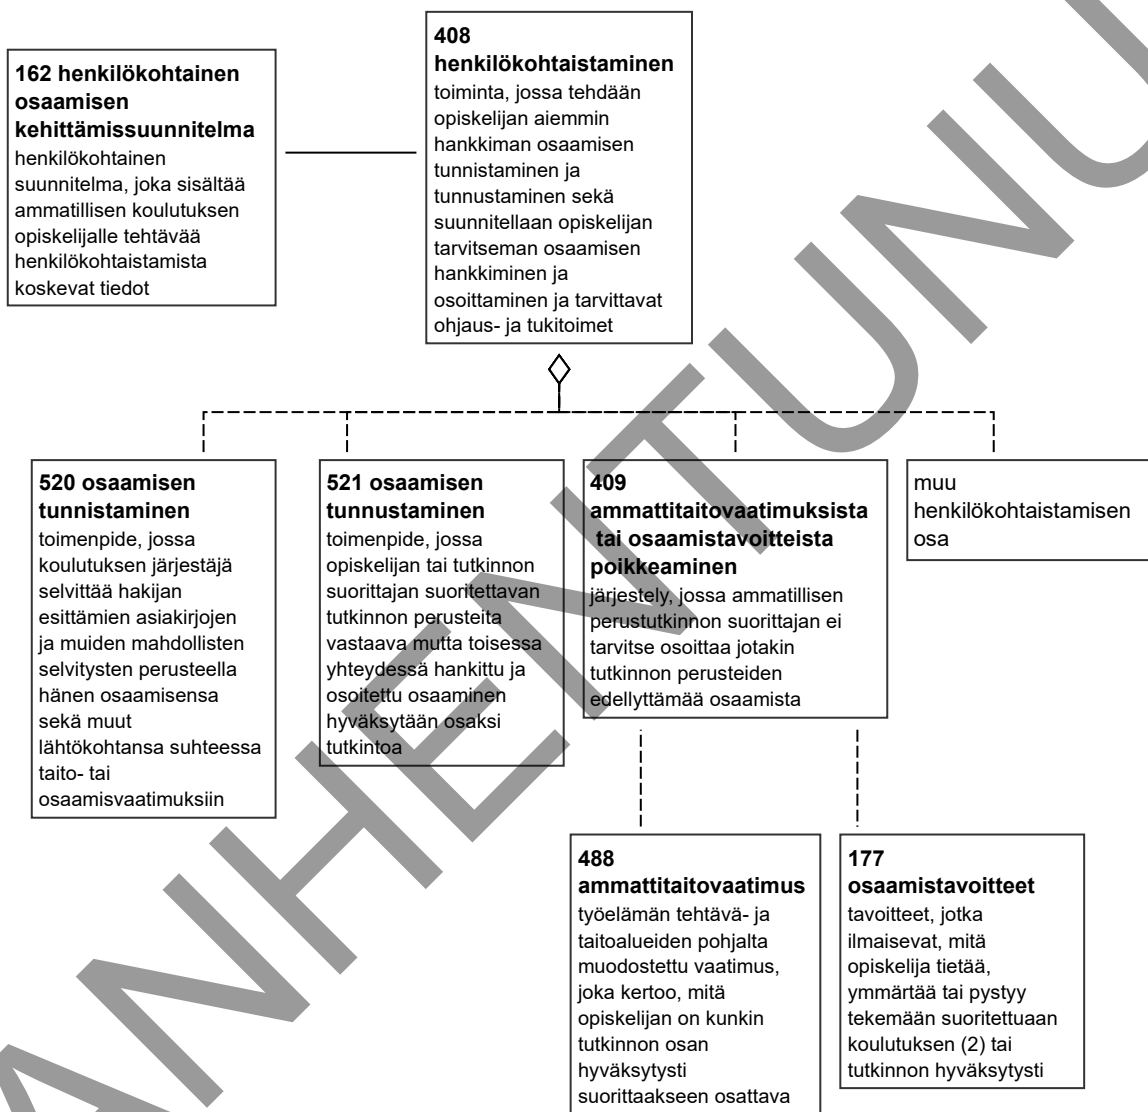 162 henkilökohtainen
osaamisen
kehittämissuunnitelma
henkilökohtainen
suunnitelma, joka sisältää
ammatillisen koulutuksen
opiskelijalle tehtävää
henkilökohtaistamista
koskevat tiedot
408
henkilökohtaistaminen
toiminta, jossa tehdään
opiskelijan aiemmin
hankkiman osaamisen
tunnistaminen ja
tunnustaminen sekä
suunnitellaan opiskelijan
tarvitseman osaamisen
hankkiminen ja
osoittaminen ja tarvittavat
ohjaus- ja tukitoimet
520 osaamisen
tunnistaminen
toimenpide, jossa
koulutuksen järjestäjä
selvittää hakijan
esittämien asiakirjojen
ja muiden mahdollisten
selvitysten perusteella
hänen osaamisensa
sekä muut
lähtökohtansa suhteessa
taito- tai
osaamisvaatimuksiin
521 osaamisen
tunnustaminen
toimenpide, jossa
opiskelijan tai tutkinnon
suorittajan suoritettavan
tutkinnon perusteita
vastaava mutta toisessa
yhteydessä hankittu ja
osoitettu osaaminen
hyväksytään osaksi
tutkintoa
409
ammattitaitovaatimuksista
tai osaamistavoitteista
poikkeaminen
järjestely, jossa ammatillisen
perustutkinnon suorittajan ei
tarvitse osoittaa jotakin
tutkinnon perusteiden
edellyttämää osaamista
muu
henkilökohtaistamisen
osa
488
ammattitaitovaatimus
työelämän tehtävä- ja
taitoalueiden pohjalta
muodostettu vaatimus,
joka kertoo, mitä
opiskelijan on kunkin
tutkinnon osan
hyväksytysti
suorittaakseen osattava
177
osaamistavoitteet
tavoitteet, jotka
ilmaisevat, mitä
opiskelija tietää,
ymmärtää tai pystyy
tekemään suoritettuaan
koulutuksen (2) tai
tutkinnon hyväksytysti
ANHENTUNU